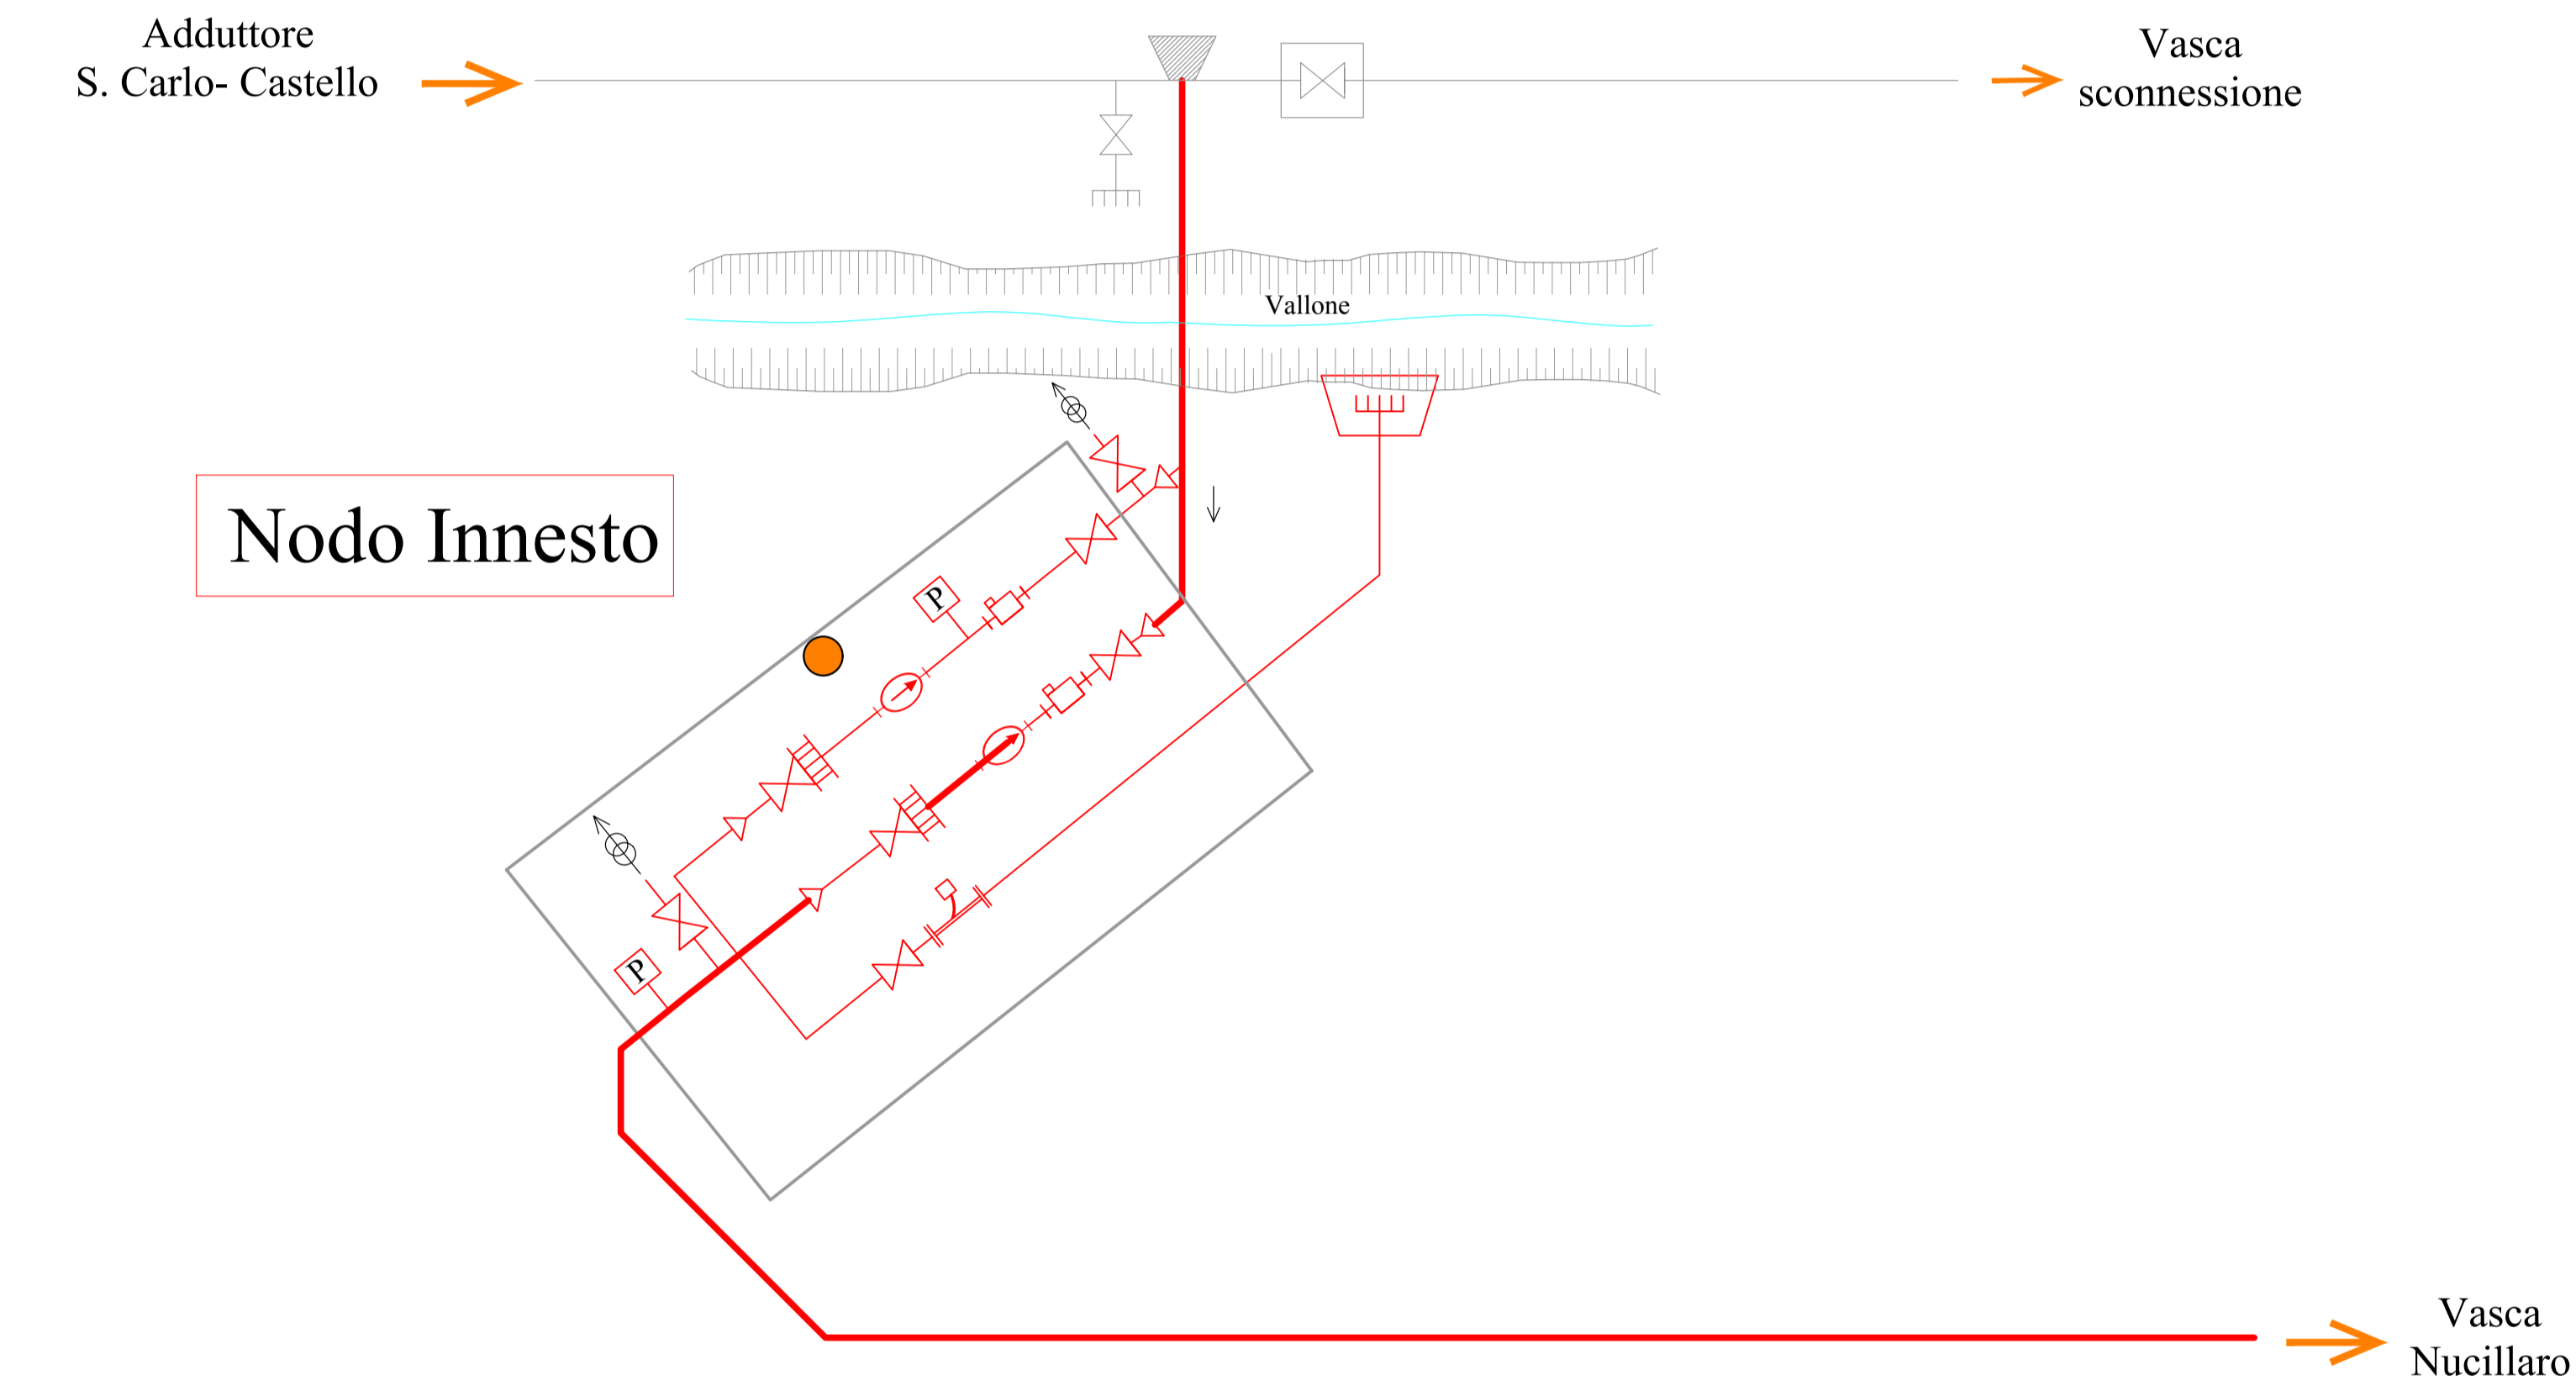 Adduttore
S. Carlo- Castello
Vasca
sconnessione
Vallone
Nodo Innesto
P
P
Vasca
Nucillaro